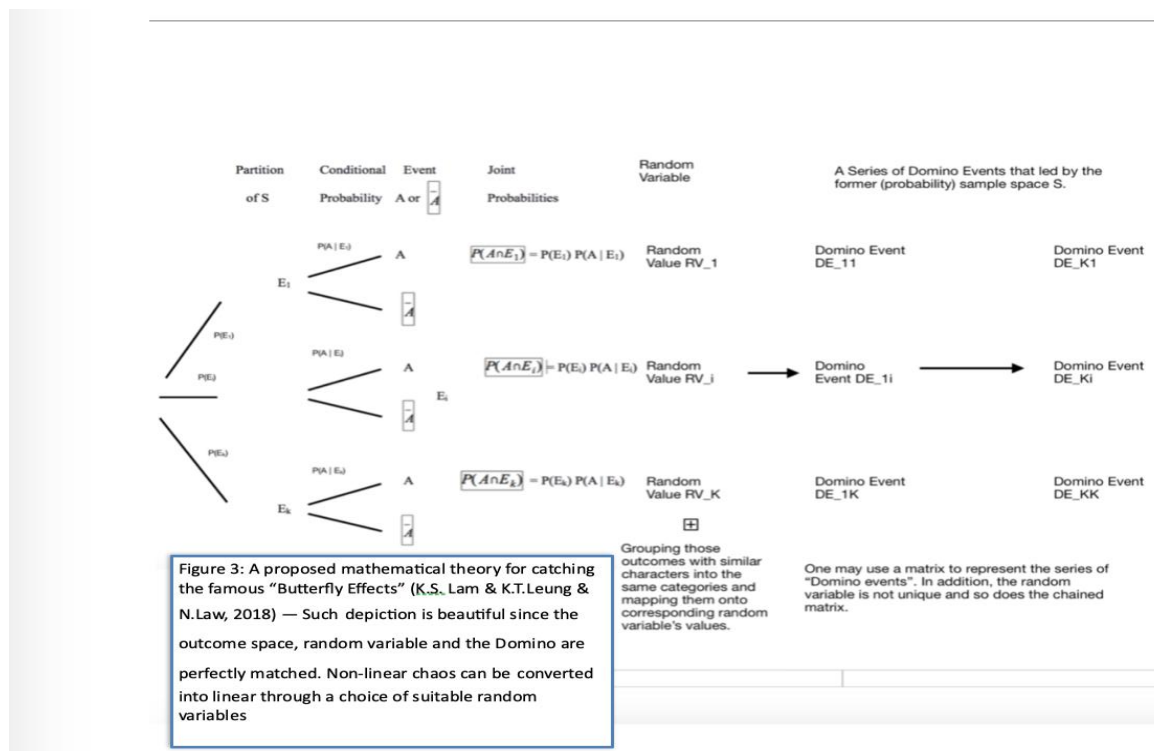 Partition Conditional Event Joint Random Variable
of S Probability A or A̅ Probabilities
A Series of Domino Events that led by the
former (probability) sample space S.
P(A | E₁) A P(A∩E₁) = P(E₁) P(A | E₁) Random Domino Event Domino Event
Value RV_1 DE_11 DE_K1
E₁
A̅
P(E₁)
P(A | Eᵢ) A P(A∩Eᵢ) = P(Eᵢ) P(A | Eᵢ) Random Domino Domino Event
Value RV_i Event DE_1i DE_Ki
P(Eᵢ)
Eᵢ
A̅
P(Eₖ)
P(A | Eₖ) A P(A∩Eₖ) = P(Eₖ) P(A | Eₖ) Random Domino Event Domino Event
Value RV_K DE_1K DE_KK
Eₖ
A̅
Grouping those
outcomes with similar
characters into the
same categories and
mapping them onto
corresponding random
variable's values.
One may use a matrix to represent the series of
"Domino events". In addition, the random
variable is not unique and so does the chained
matrix.
Figure 3: A proposed mathematical theory for catching
the famous "Butterfly Effects" (K.S. Lam & K.T.Leung &
N.Law, 2018) — Such depiction is beautiful since the
outcome space, random variable and the Domino are
perfectly matched. Non-linear chaos can be converted
into linear through a choice of suitable random
variables